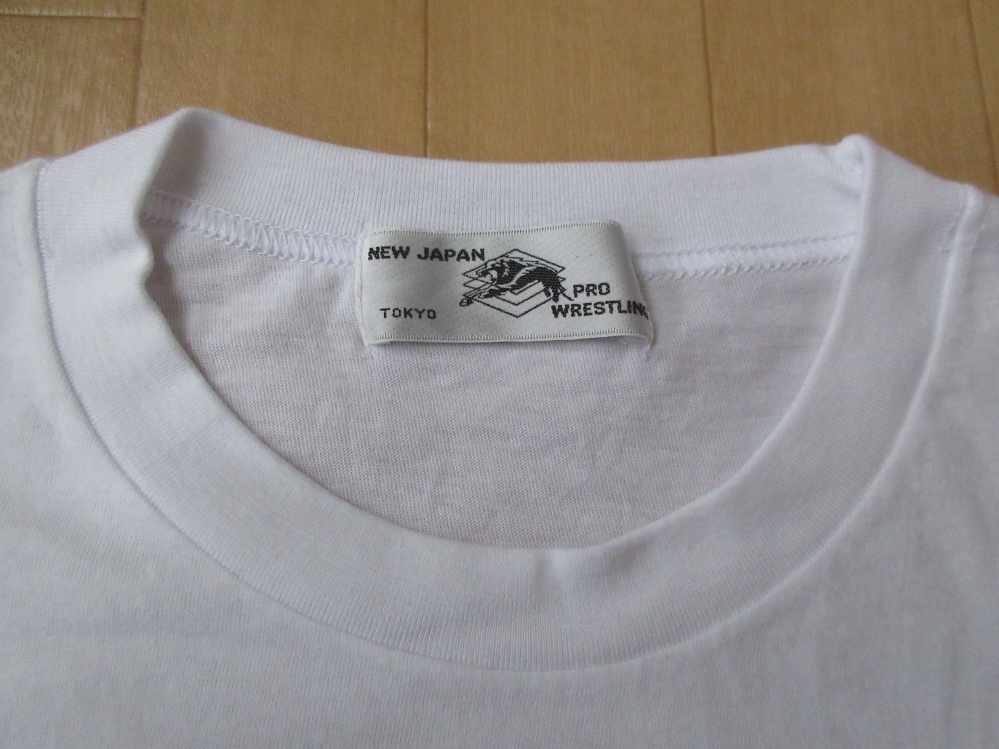 NEW JAPAN
TOKYO
PRO
WRESTLING